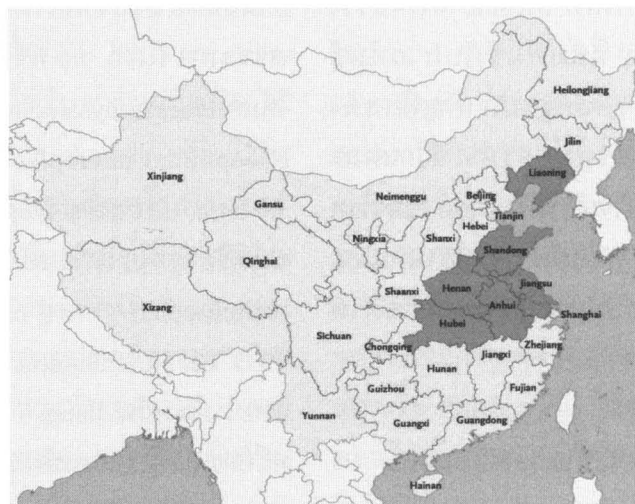 Heilongjiang
Jilin
Liaoning
Xinjiang
Neimenggu
Beijing
Gansu
Tianjin
Hebei
Ningxia
Shanxi
Shandong
Qinghai
Shaanxi
Henan
Jiangsu
Xizang
Anhui
Shanghai
Hubei
Sichuan
Chongqing
Zhejiang
Jiangxi
Hunan
Guizhou
Fujian
Yunnan
Guangxi
Guangdong
Hainan